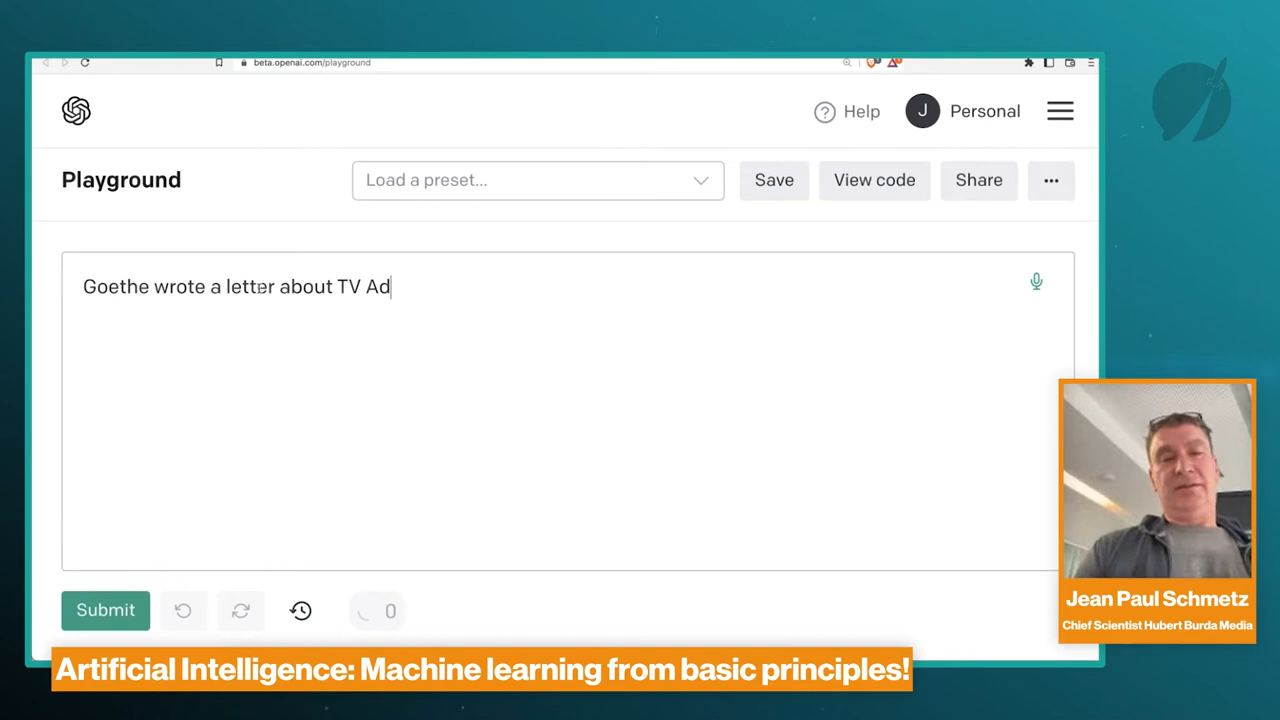 beta.openai.com/playground
Help
J
Personal
Playground
Load a preset...
Save
View code
Share
...
Goethe wrote a letter about TV Ad
Submit
0
Jean Paul Schmetz
Chief Scientist Hubert Burda Media
Artificial Intelligence: Machine learning from basic principles!